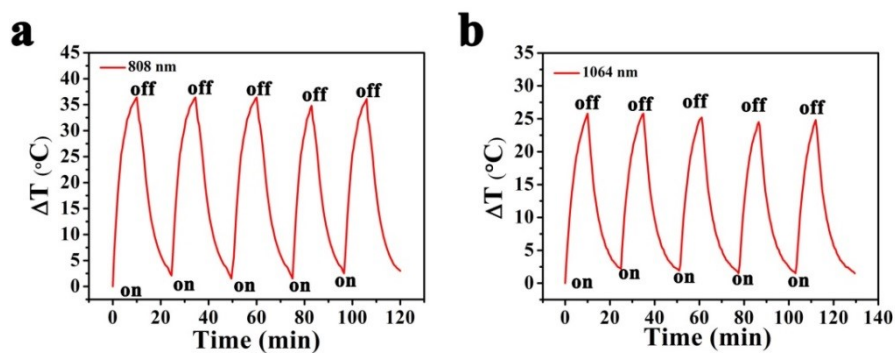 a
45
40
35
30
25
20
15
10
5
0
ΔT (°C)
808 nm
off off off off off
on on on on on
0 20 40 60 80 100 120
Time (min)
b
35
30
25
20
15
10
5
0
ΔT (°C)
1064 nm
off off off off off
on on on on on
0 20 40 60 80 100 120 140
Time (min)